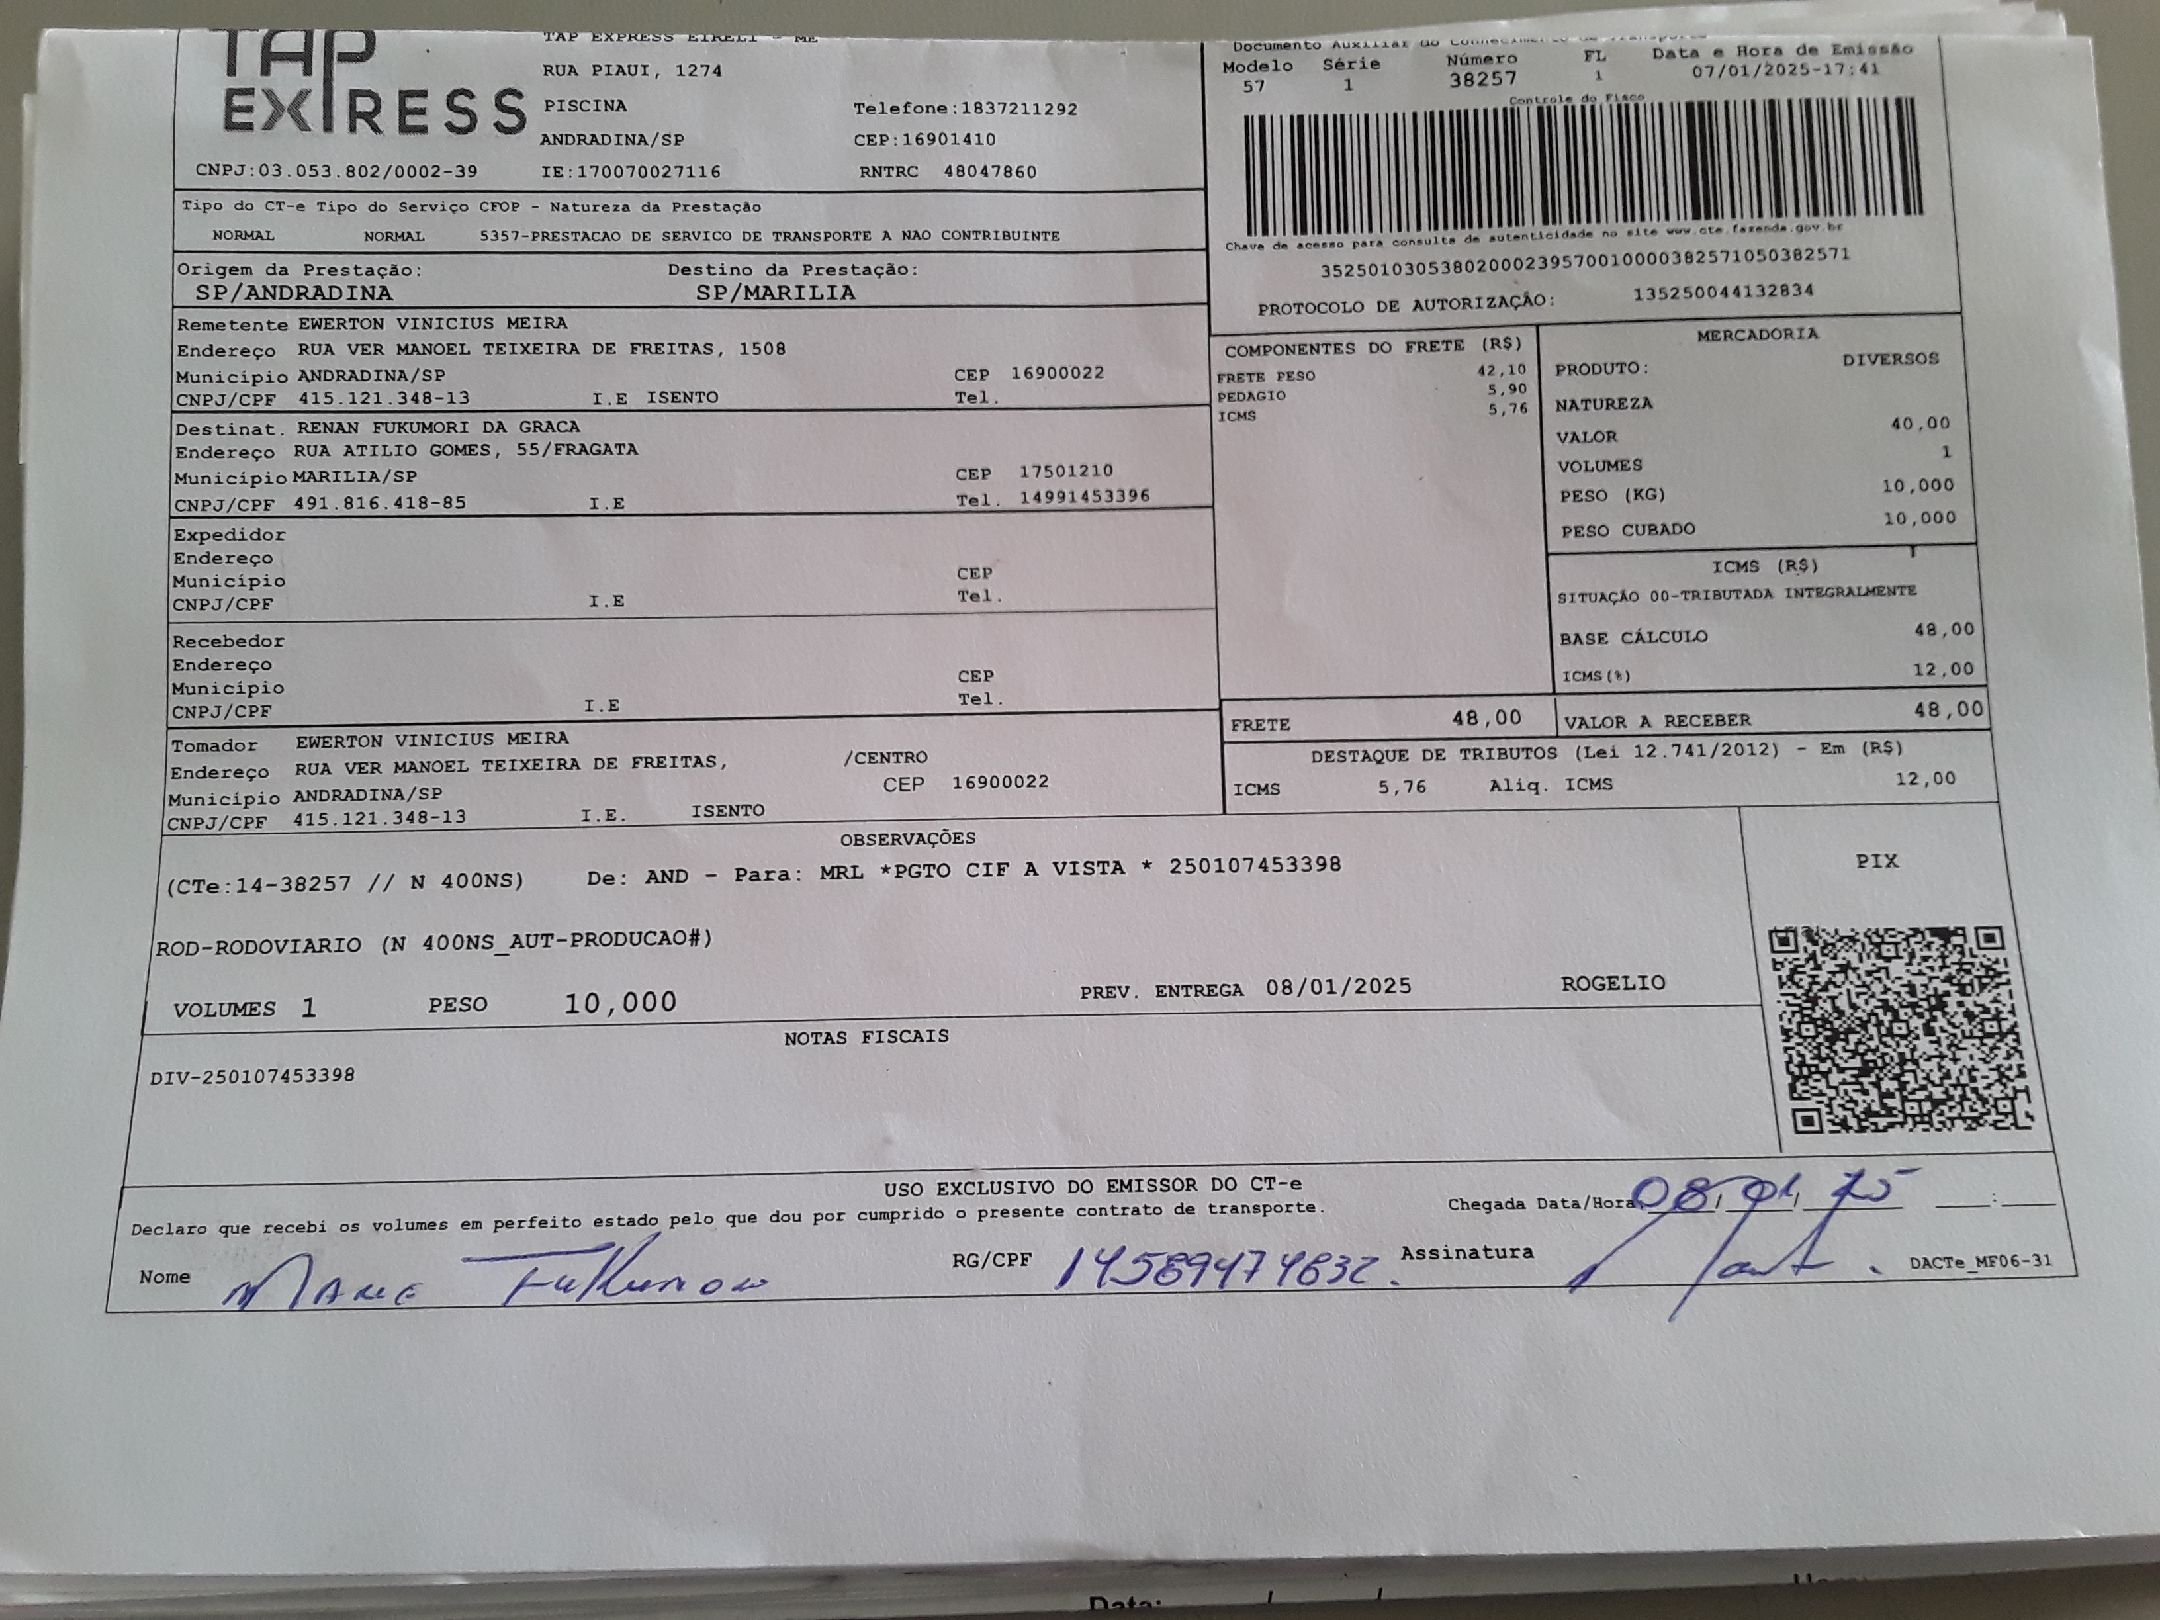 TAP EXPRESS
TAP EXPRESS EIRELI - ME
RUA PIAUI, 1274
PISCINA Telefone:1837211292
ANDRADINA/SP CEP:16901410
CNPJ:03.053.802/0002-39 IE:170070027116 RNTRC 48047860
Documento Auxiliar do Conhecimento de Transporte
Modelo Série Número FL Data e Hora de Emissão
57 1 38257 1 07/01/2025-17:41
Controle do Fisco
Chave de acesso para consulta de autenticidade no site www.cte.fazenda.gov.br
35250103053802000239570010000382571050382571
PROTOCOLO DE AUTORIZAÇÃO: 135250044132834
Tipo do CT-e Tipo do Serviço CFOP - Natureza da Prestação
NORMAL NORMAL 5357-PRESTACAO DE SERVICO DE TRANSPORTE A NAO CONTRIBUINTE
Origem da Prestação: Destino da Prestação:
SP/ANDRADINA SP/MARILIA
Remetente EWERTON VINICIUS MEIRA
Endereço RUA VER MANOEL TEIXEIRA DE FREITAS, 1508
Município ANDRADINA/SP CEP 16900022
CNPJ/CPF 415.121.348-13 I.E ISENTO Tel.
Destinat. RENAN FUKUMORI DA GRACA
Endereço RUA ATILIO GOMES, 55/FRAGATA
Município MARILIA/SP CEP 17501210
CNPJ/CPF 491.816.418-85 I.E Tel. 14991453396
Expedidor
Endereço
Município CEP
CNPJ/CPF I.E Tel.
Recebedor
Endereço
Município CEP
CNPJ/CPF I.E Tel.
Tomador EWERTON VINICIUS MEIRA
Endereço RUA VER MANOEL TEIXEIRA DE FREITAS, /CENTRO
Município ANDRADINA/SP CEP 16900022
CNPJ/CPF 415.121.348-13 I.E. ISENTO
COMPONENTES DO FRETE (R$)
FRETE PESO 42,10
PEDAGIO 5,90
ICMS 5,76
MERCADORIA
PRODUTO: DIVERSOS
NATUREZA
VALOR 40,00
VOLUMES 1
PESO (KG) 10,000
PESO CUBADO 10,000
ICMS (R$)
SITUAÇÃO 00-TRIBUTADA INTEGRALMENTE
BASE CÁLCULO 48,00
ICMS(%) 12,00
FRETE 48,00 VALOR A RECEBER 48,00
DESTAQUE DE TRIBUTOS (Lei 12.741/2012) - Em (R$)
ICMS 5,76 Aliq. ICMS 12,00
OBSERVAÇÕES
(CTe:14-38257 // N 400NS) De: AND - Para: MRL *PGTO CIF A VISTA * 250107453398
ROD-RODOVIARIO (N 400NS_AUT-PRODUCAO#)
VOLUMES 1 PESO 10,000 PREV. ENTREGA 08/01/2025 ROGELIO
PIX
NOTAS FISCAIS
DIV-250107453398
USO EXCLUSIVO DO EMISSOR DO CT-e
Declaro que recebi os volumes em perfeito estado pelo que dou por cumprido o presente contrato de transporte. Chegada Data/Hora 08/01/25 __:__
Nome Fukumori RG/CPF 14589474832. Assinatura DACTe_MF06-31
Data: / /